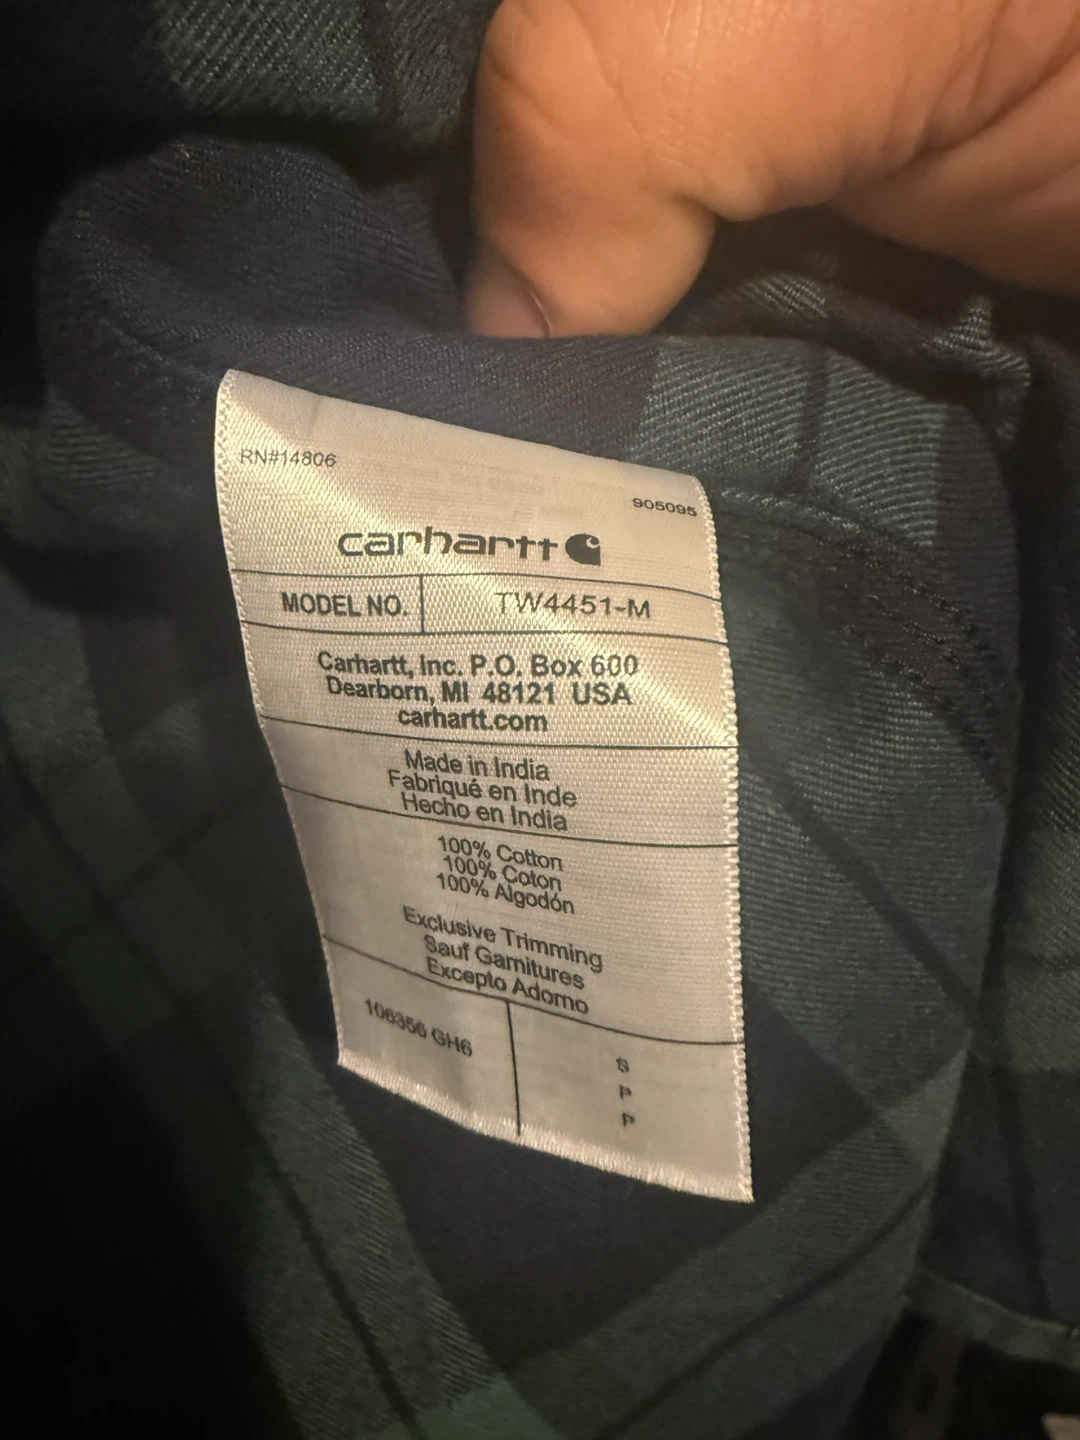 RN#14806
905095
carhartt
MODEL NO. TW4451-M
Carhartt, Inc. P.O. Box 600
Dearborn, MI 48121 USA
carhartt.com
Made in India
Fabriqué en Inde
Hecho en India
100% Cotton
100% Coton
100% Algodón
Exclusive Trimming
Sauf Garnitures
Excepto Adorno
106356 GH6
S
P
P